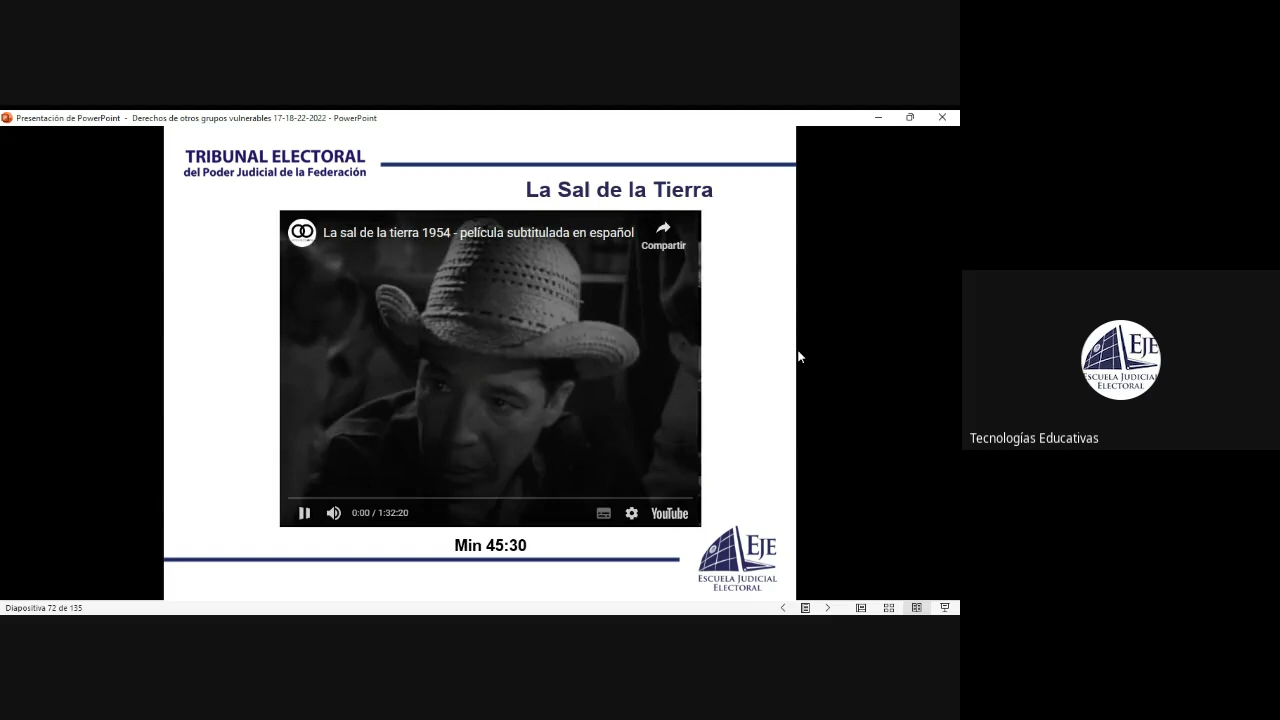 Presentación de PowerPoint - Derechos de otros grupos vulnerables 17-18-22-2022 - PowerPoint
TRIBUNAL ELECTORAL
del Poder Judicial de la Federación
La Sal de la Tierra
La sal de la tierra 1954 - película subtitulada en español
Compartir
0:00 / 1:32:20
YouTube
Min 45:30
EJE
ESCUELA JUDICIAL
ELECTORAL
Diapositiva 72 de 135
EJE
ESCUELA JUDICIAL
ELECTORAL
Tecnologías Educativas